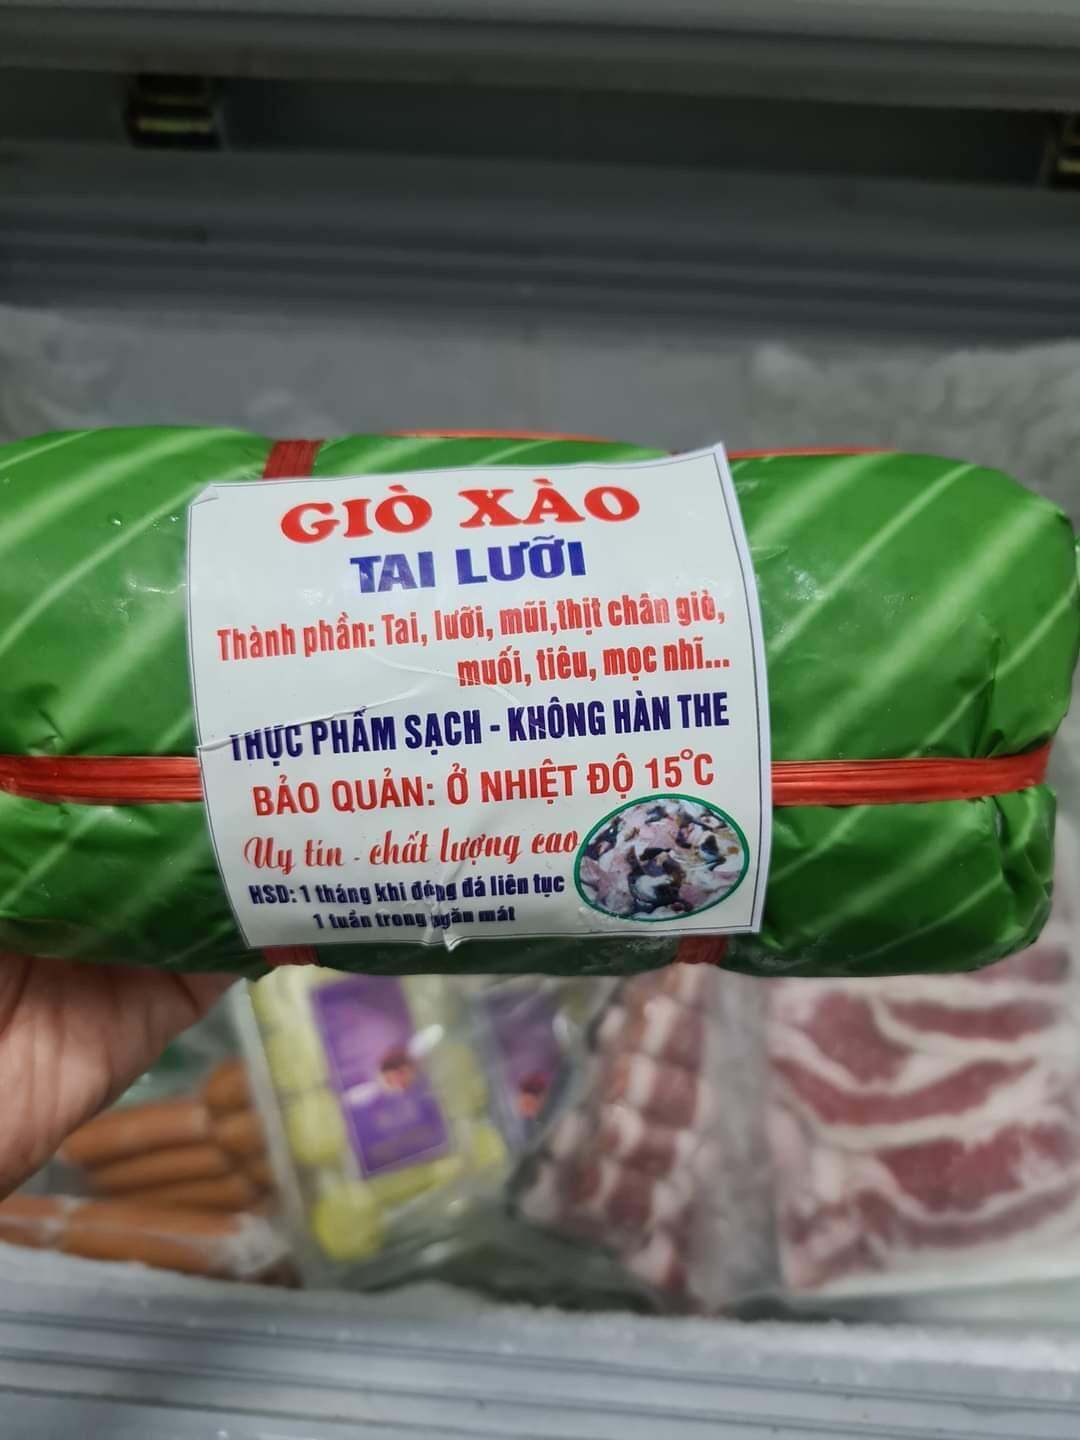 GIÒ XÀO
TAI LƯỠI
Thành phần: Tai, lưỡi, mũi,thịt chân giò,
muối, tiêu, mọc nhĩ...
THỰC PHẨM SẠCH - KHÔNG HÀN THE
BẢO QUẢN: Ở NHIỆT ĐỘ 15°C
Uy tín - chất lượng cao
HSD: 1 tháng khi đông đá liên tục
1 tuần trong ngăn mát